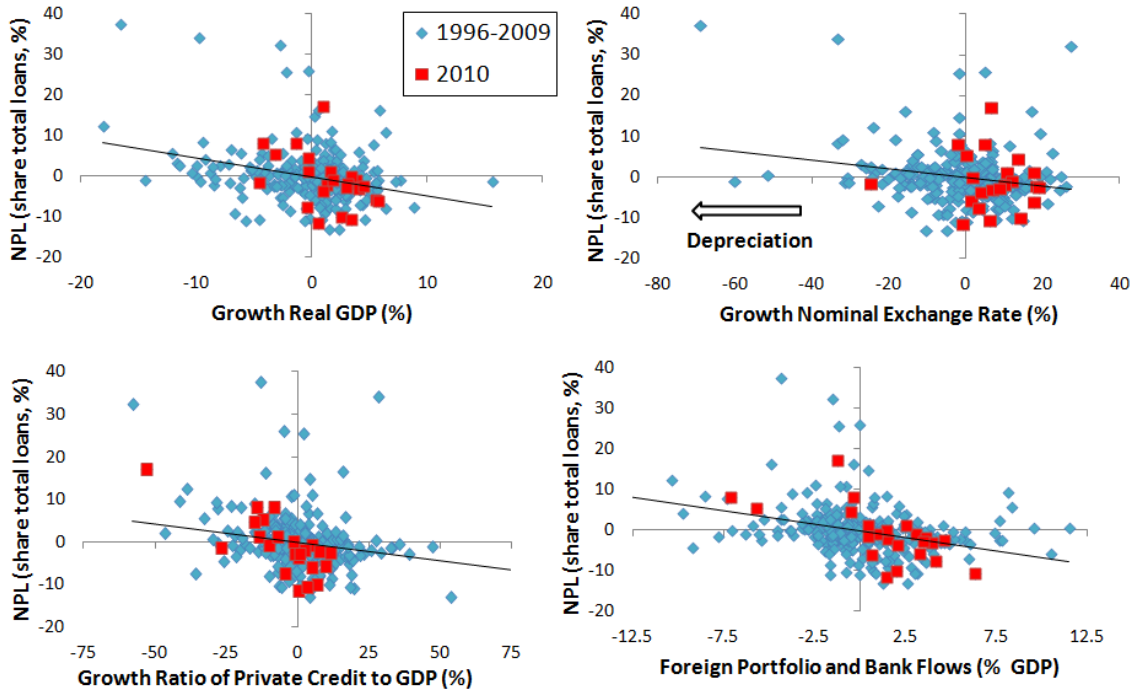 NPL (share total loans, %)
40
30
20
10
0
-10
-20
-20 -10 0 10 20
Growth Real GDP (%)
1996-2009
2010
NPL (share total loans, %)
40
30
20
10
0
-10
-20
Depreciation
-80 -60 -40 -20 0 20 40
Growth Nominal Exchange Rate (%)
NPL (share total loans, %)
40
30
20
10
0
-10
-20
-75 -50 -25 0 25 50 75
Growth Ratio of Private Credit to GDP (%)
NPL (share total loans, %)
40
30
20
10
0
-10
-20
-12.5 -7.5 -2.5 2.5 7.5 12.5
Foreign Portfolio and Bank Flows (% GDP)